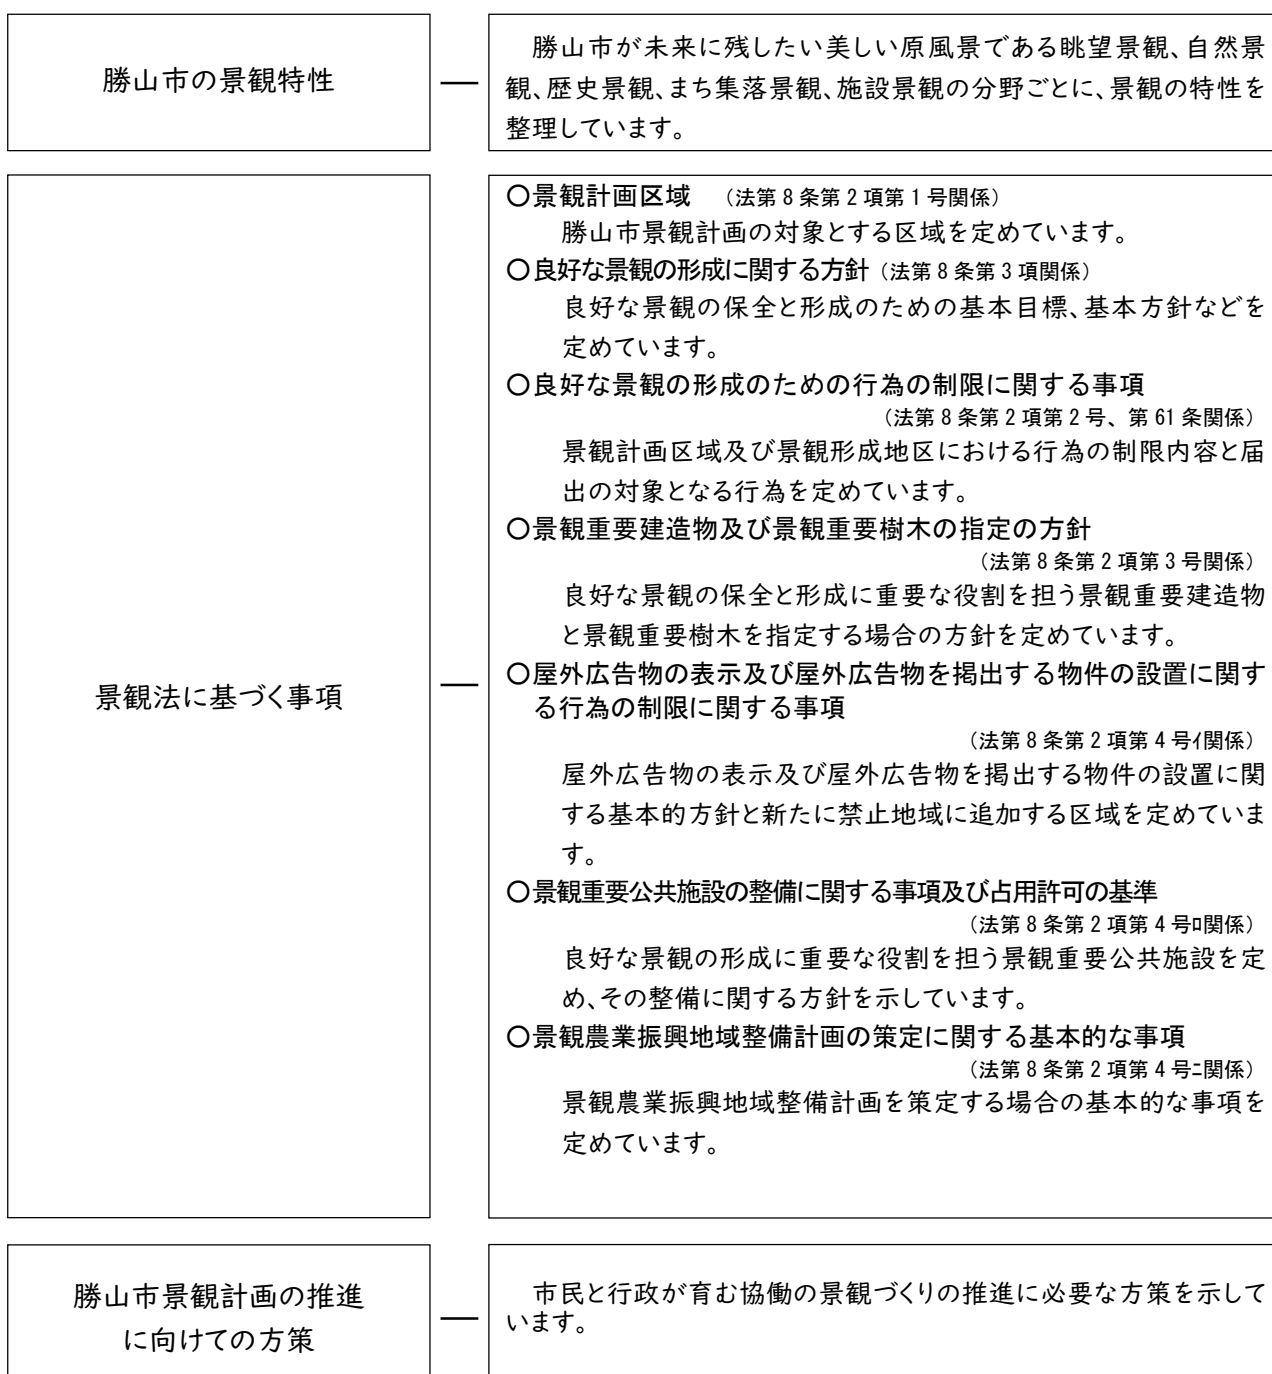 勝山市の景観特性
勝山市が未来に残したい美しい原風景である眺望景観、自然景
観、歴史景観、まち集落景観、施設景観の分野ごとに、景観の特性を
整理しています。
景観法に基づく事項
○景観計画区域 （法第8条第2項第1号関係）
勝山市景観計画の対象とする区域を定めています。
○良好な景観の形成に関する方針（法第8条第3項関係）
良好な景観の保全と形成のための基本目標、基本方針などを
定めています。
○良好な景観の形成のための行為の制限に関する事項
（法第8条第2項第2号、第61条関係）
景観計画区域及び景観形成地区における行為の制限内容と届
出の対象となる行為を定めています。
○景観重要建造物及び景観重要樹木の指定の方針
（法第8条第2項第3号関係）
良好な景観の保全と形成に重要な役割を担う景観重要建造物
と景観重要樹木を指定する場合の方針を定めています。
○屋外広告物の表示及び屋外広告物を掲出する物件の設置に関す
る行為の制限に関する事項
（法第8条第2項第4号ｲ関係）
屋外広告物の表示及び屋外広告物を掲出する物件の設置に関
する基本的方針と新たに禁止地域に追加する区域を定めていま
す。
○景観重要公共施設の整備に関する事項及び占用許可の基準
（法第8条第2項第4号ﾛ関係）
良好な景観の形成に重要な役割を担う景観重要公共施設を定
め、その整備に関する方針を示しています。
○景観農業振興地域整備計画の策定に関する基本的な事項
（法第8条第2項第4号ﾆ関係）
景観農業振興地域整備計画を策定する場合の基本的な事項を
定めています。
勝山市景観計画の推進
に向けての方策
市民と行政が育む協働の景観づくりの推進に必要な方策を示して
います。